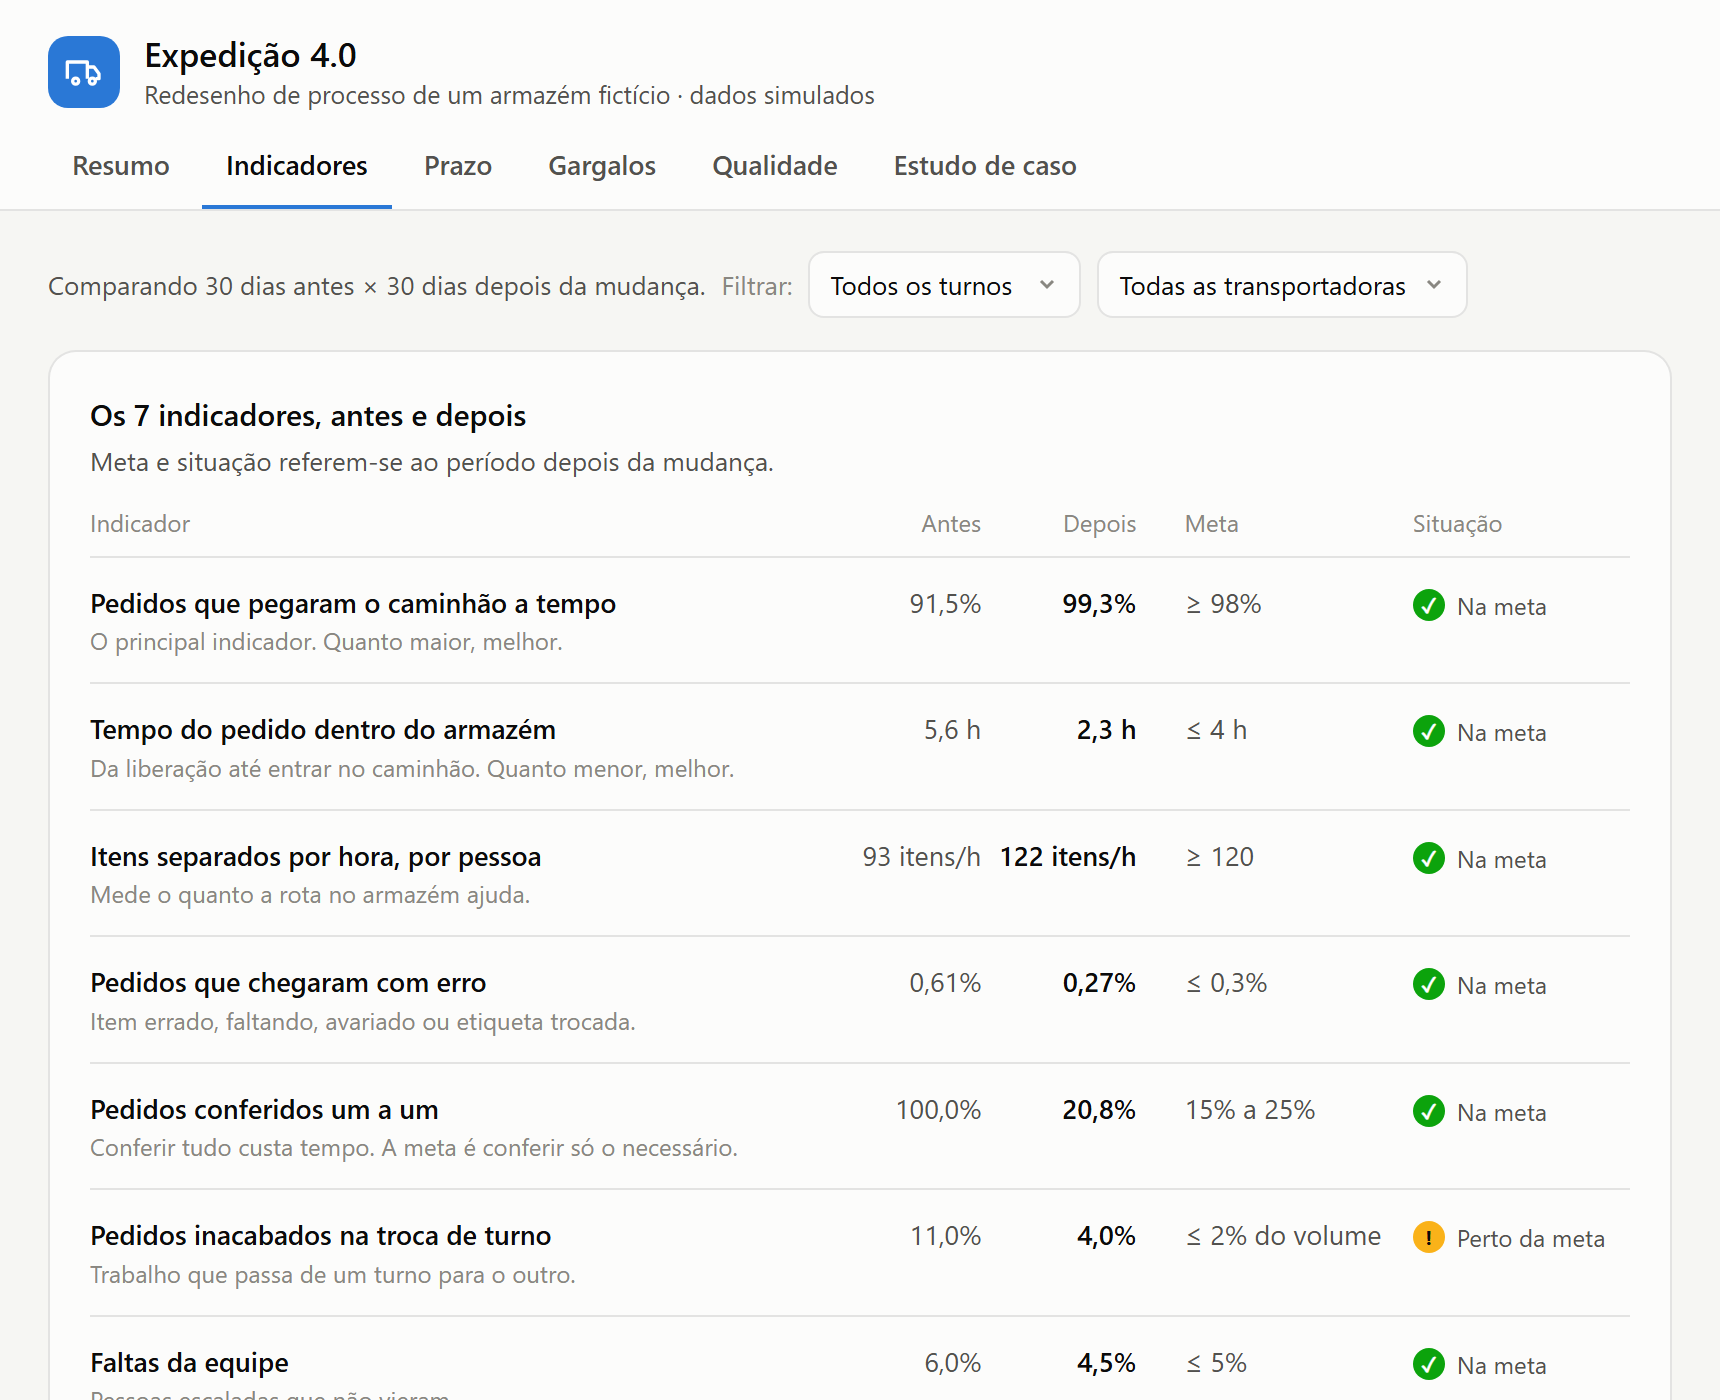 Expedição 4.0
Redesenho de processo de um armazém fictício · dados simulados
Resumo Indicadores Prazo Gargalos Qualidade Estudo de caso
Comparando 30 dias antes × 30 dias depois da mudança. Filtrar: Todos os turnos Todas as transportadoras
Os 7 indicadores, antes e depois
Meta e situação referem-se ao período depois da mudança.
Indicador Antes Depois Meta Situação
Pedidos que pegaram o caminhão a tempo 91,5% 99,3% ≥ 98% Na meta
O principal indicador. Quanto maior, melhor.
Tempo do pedido dentro do armazém 5,6 h 2,3 h ≤ 4 h Na meta
Da liberação até entrar no caminhão. Quanto menor, melhor.
Itens separados por hora, por pessoa 93 itens/h 122 itens/h ≥ 120 Na meta
Mede o quanto a rota no armazém ajuda.
Pedidos que chegaram com erro 0,61% 0,27% ≤ 0,3% Na meta
Item errado, faltando, avariado ou etiqueta trocada.
Pedidos conferidos um a um 100,0% 20,8% 15% a 25% Na meta
Conferir tudo custa tempo. A meta é conferir só o necessário.
Pedidos inacabados na troca de turno 11,0% 4,0% ≤ 2% do volume Perto da meta
Trabalho que passa de um turno para o outro.
Faltas da equipe 6,0% 4,5% ≤ 5% Na meta
Pessoas escaladas que não vieram.